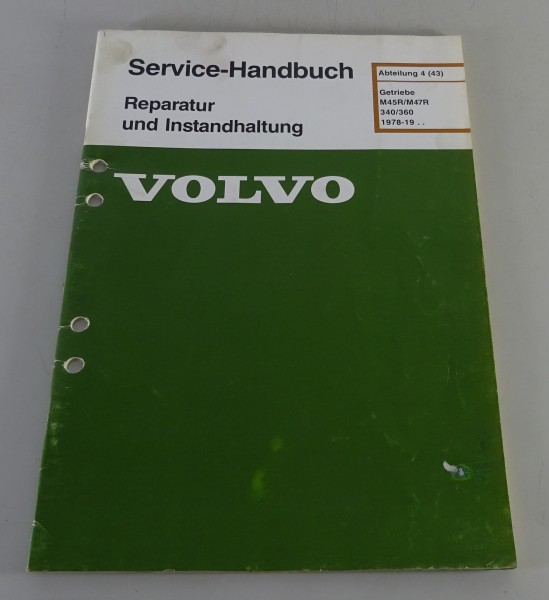 Service-Handbuch
Reparatur
und Instandhaltung
Abteilung 4 (43)
Getriebe
M45R/M47R
340/360
1978-19 . .
VOLVO